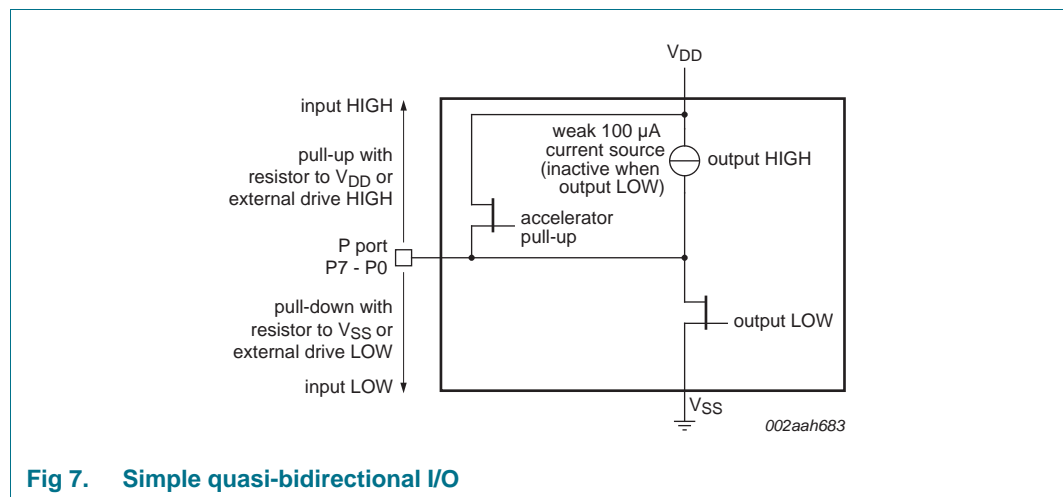 VDD
input HIGH
pull-up with
resistor to VDD or
external drive HIGH
P port
P7 - P0
pull-down with
resistor to VSS or
external drive LOW
input LOW
weak 100 µA
current source
(inactive when
output LOW)
output HIGH
accelerator
pull-up
output LOW
VSS
002aah683
Fig 7. Simple quasi-bidirectional I/O